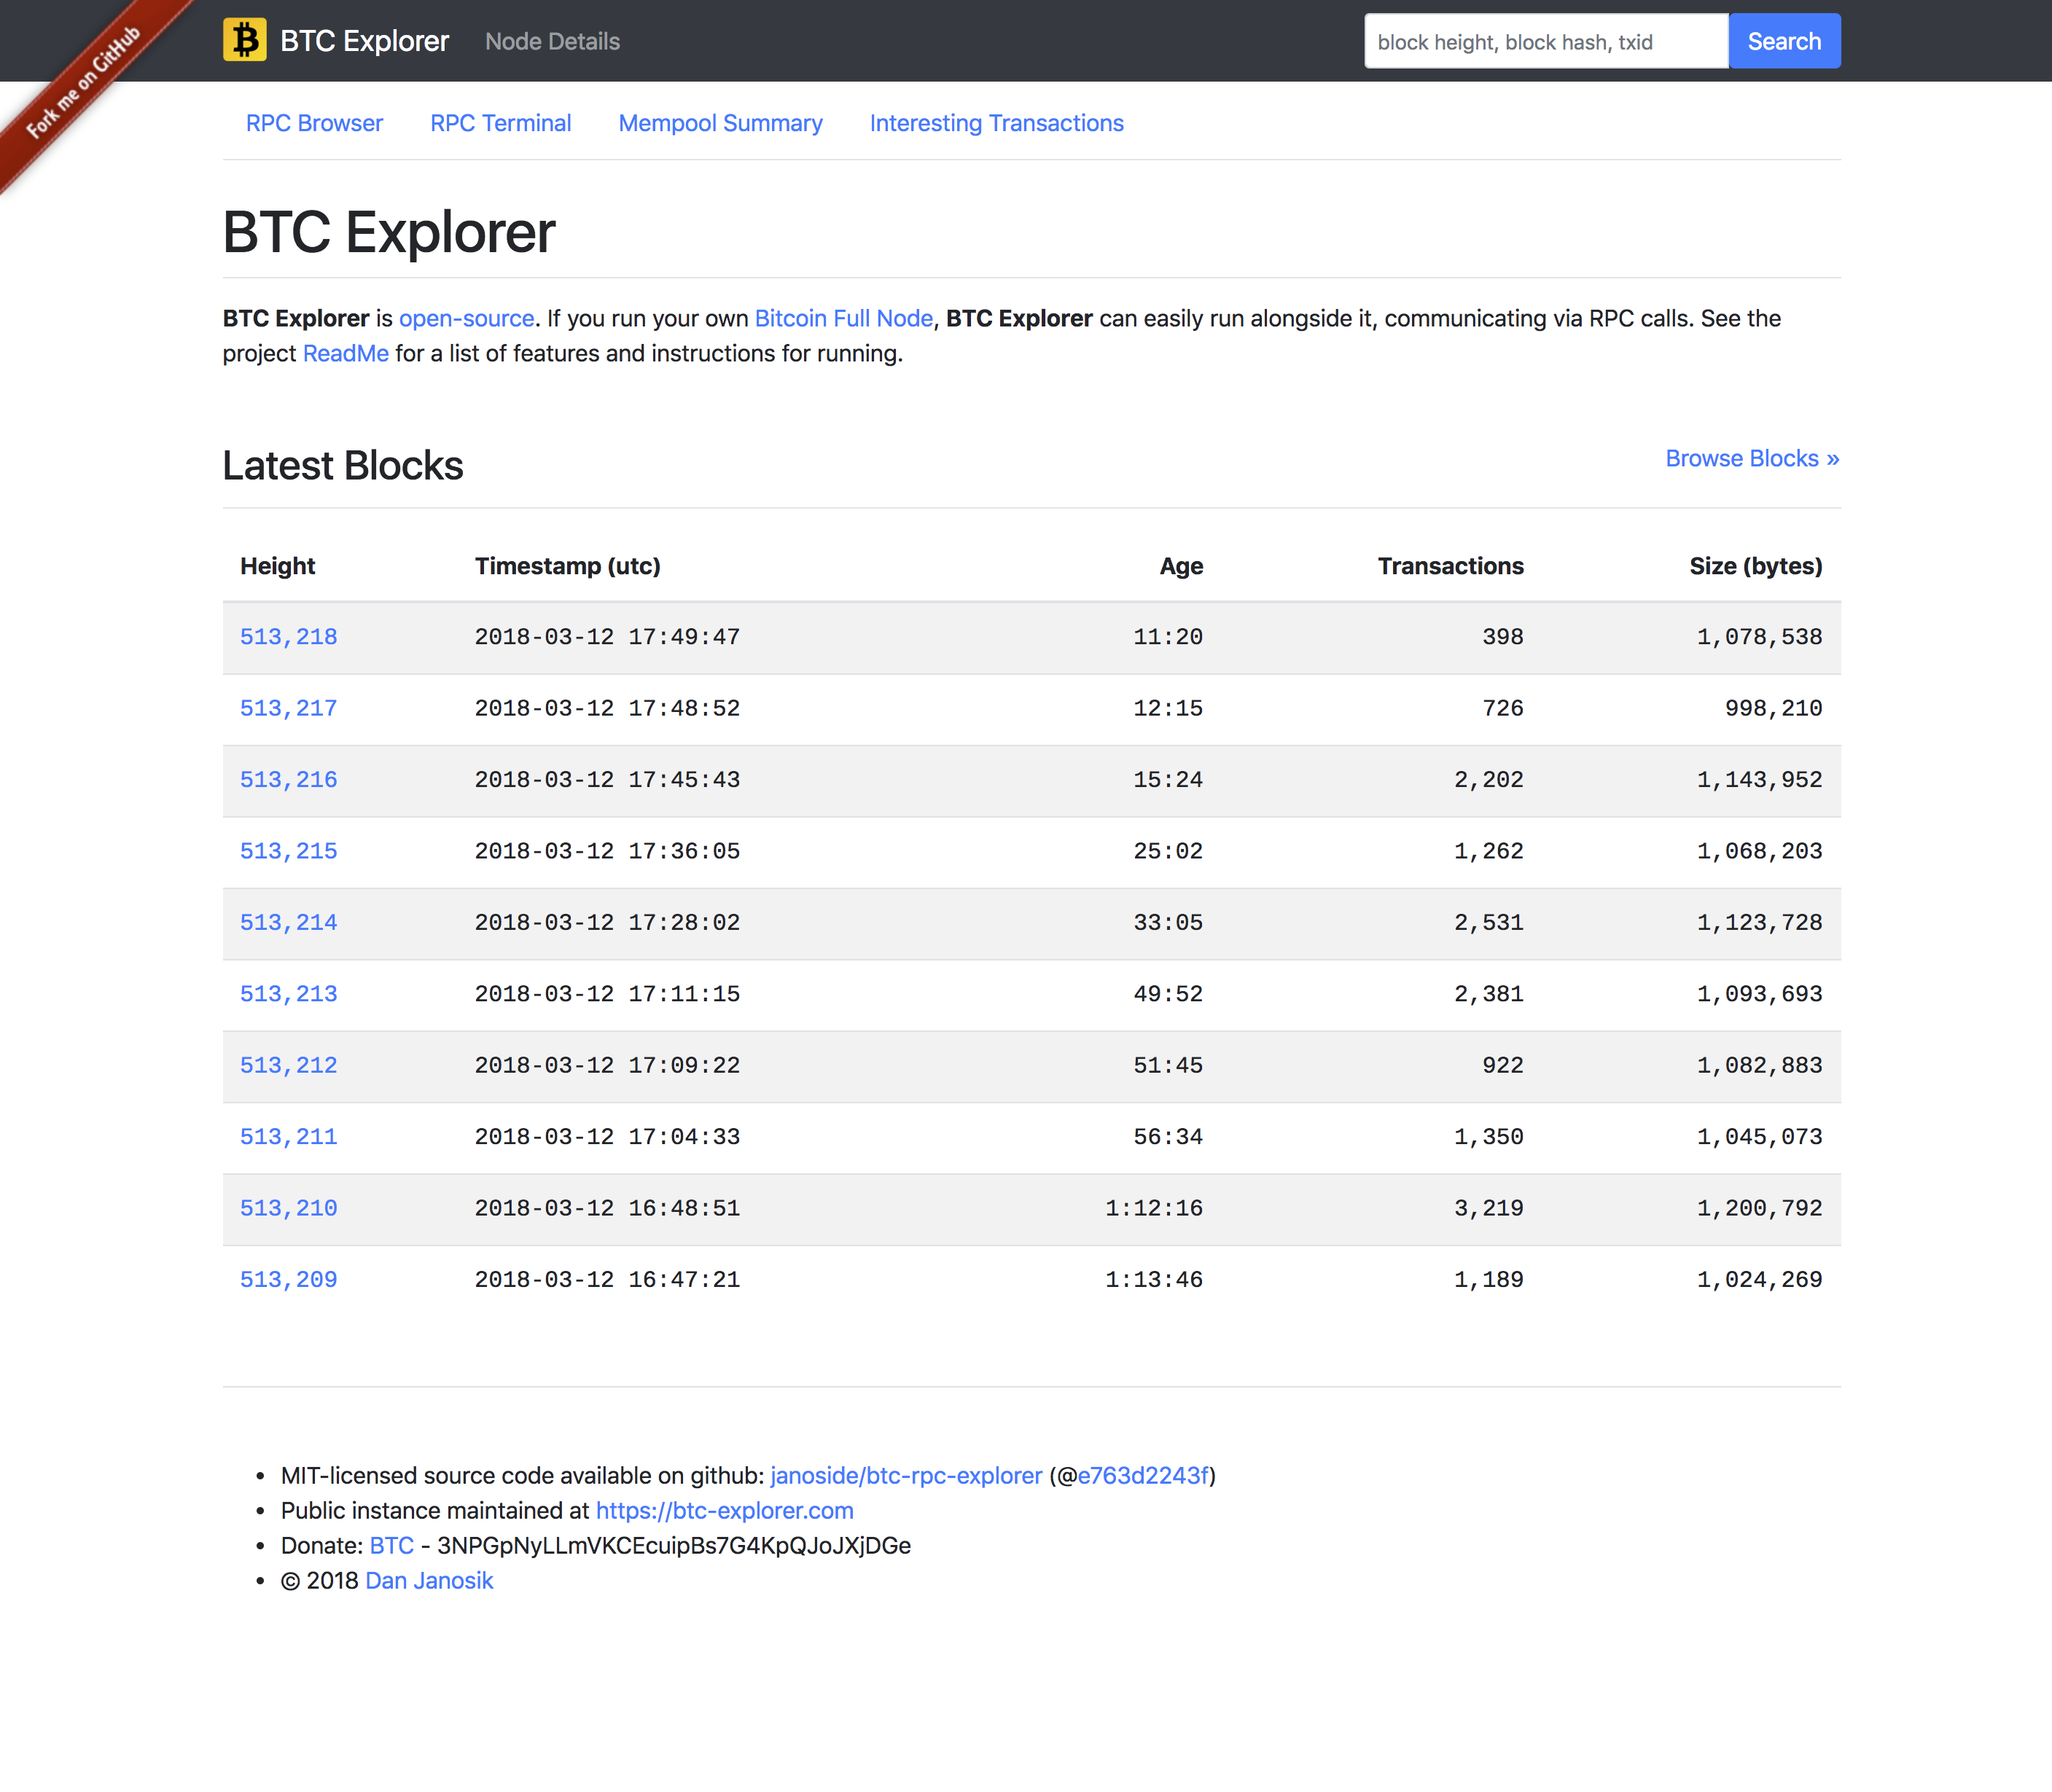 Fork me on GitHub
BTC Explorer Node Details block height, block hash, txid Search
RPC Browser RPC Terminal Mempool Summary Interesting Transactions
BTC Explorer
BTC Explorer is open-source. If you run your own Bitcoin Full Node, BTC Explorer can easily run alongside it, communicating via RPC calls. See the
project ReadMe for a list of features and instructions for running.
Latest Blocks Browse Blocks »
Height Timestamp (utc) Age Transactions Size (bytes)
513,218 2018-03-12 17:49:47 11:20 398 1,078,538
513,217 2018-03-12 17:48:52 12:15 726 998,210
513,216 2018-03-12 17:45:43 15:24 2,202 1,143,952
513,215 2018-03-12 17:36:05 25:02 1,262 1,068,203
513,214 2018-03-12 17:28:02 33:05 2,531 1,123,728
513,213 2018-03-12 17:11:15 49:52 2,381 1,093,693
513,212 2018-03-12 17:09:22 51:45 922 1,082,883
513,211 2018-03-12 17:04:33 56:34 1,350 1,045,073
513,210 2018-03-12 16:48:51 1:12:16 3,219 1,200,792
513,209 2018-03-12 16:47:21 1:13:46 1,189 1,024,269
• MIT-licensed source code available on github: janoside/btc-rpc-explorer (@e763d2243f)
• Public instance maintained at https://btc-explorer.com
• Donate: BTC - 3NPGpNyLLmVKCEcuipBs7G4KpQJoJXjDGe
• © 2018 Dan Janosik